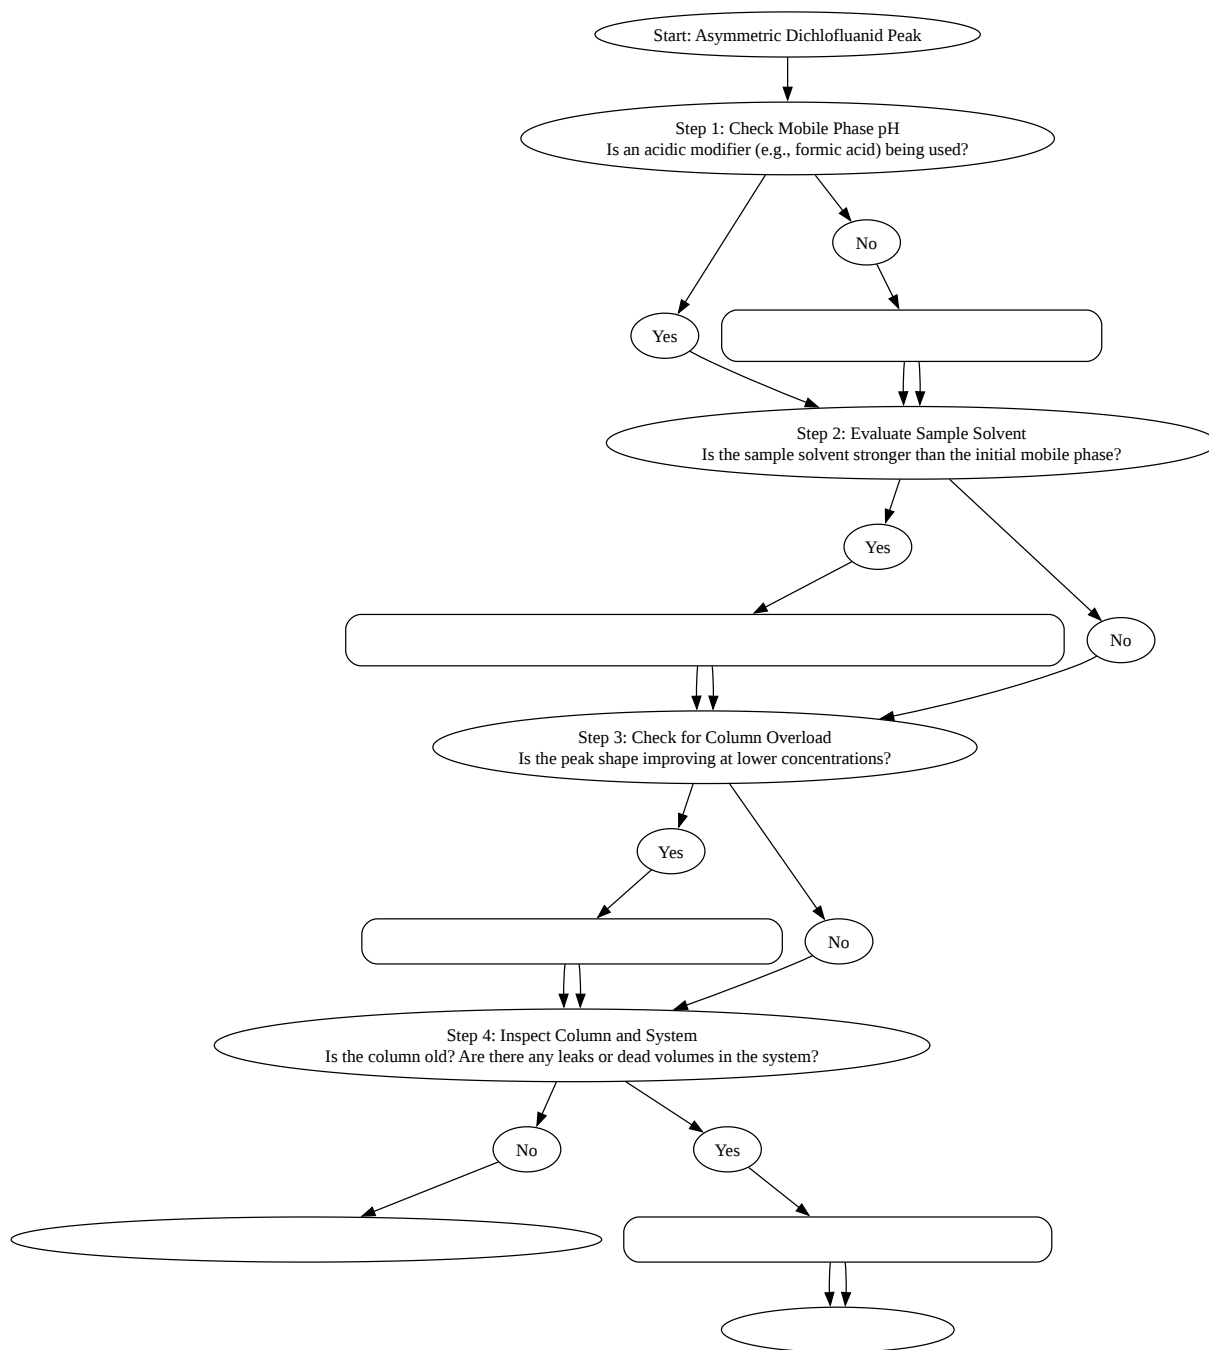 Start: Asymmetric Dichlofluanid Peak
Step 1: Check Mobile Phase pH
Is an acidic modifier (e.g., formic acid) being used?
No
Yes
Step 2: Evaluate Sample Solvent
Is the sample solvent stronger than the initial mobile phase?
Yes
No
Step 3: Check for Column Overload
Is the peak shape improving at lower concentrations?
Yes
No
Step 4: Inspect Column and System
Is the column old? Are there any leaks or dead volumes in the system?
No
Yes